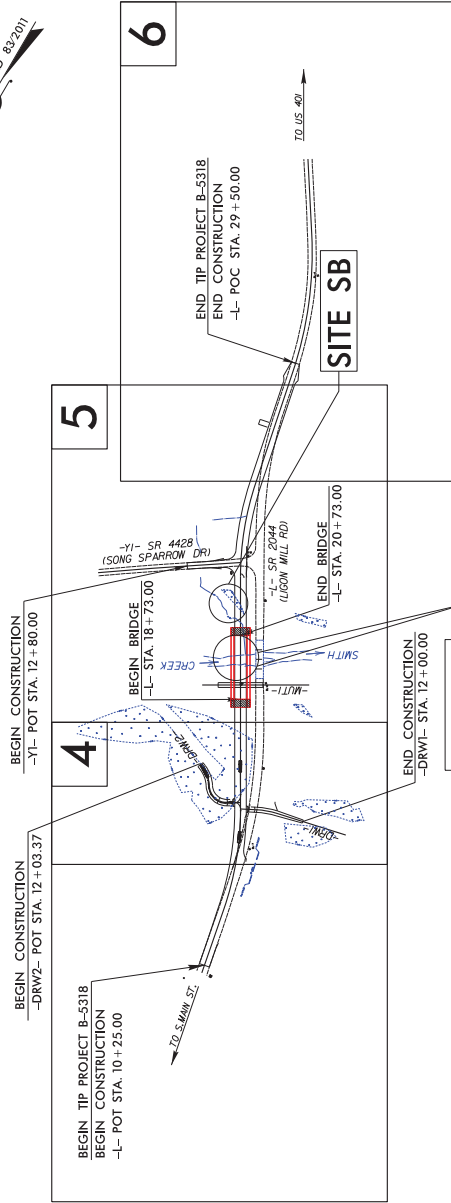 83/2011
6
TO US 401
END TIP PROJECT B-5318
END CONSTRUCTION
-L- POC STA. 29+50.00
SITE SB
5
-Y1- SR 4428
(SONG SPARROW DR)
-L- SR 2044
(LIGON MILL RD)
BEGIN CONSTRUCTION
-Y1- POT STA. 12+80.00
BEGIN BRIDGE
-L- STA. 18+73.00
END BRIDGE
-L- STA. 20+73.00
CREEK
SMITH
-MUT1-
4
BEGIN CONSTRUCTION
-DRW2- POT STA. 12+03.37
-DRW2-
END CONSTRUCTION
-DRW1- STA. 12+00.00
-DRW1-
BEGIN TIP PROJECT B-5318
BEGIN CONSTRUCTION
-L- POT STA. 10+25.00
TO S.MAIN ST.